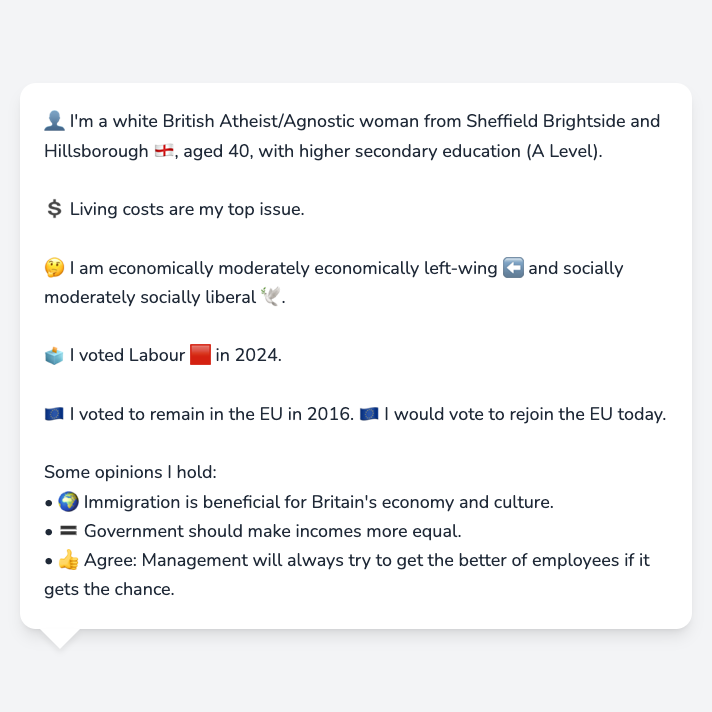 👤 I'm a white British Atheist/Agnostic woman from Sheffield Brightside and
Hillsborough 🏴󠁧󠁢󠁥󠁮󠁧󠁿, aged 40, with higher secondary education (A Level).
💲 Living costs are my top issue.
🤔 I am economically moderately economically left-wing ⬅️ and socially
moderately socially liberal 🕊️.
🗳️ I voted Labour 🟥 in 2024.
🇪🇺 I voted to remain in the EU in 2016. 🇪🇺 I would vote to rejoin the EU today.
Some opinions I hold:
• 🌍 Immigration is beneficial for Britain's economy and culture.
• 🟰 Government should make incomes more equal.
• 👍 Agree: Management will always try to get the better of employees if it
gets the chance.